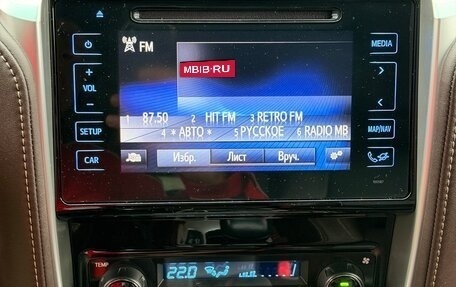 FM
MEDIA
MBIB-RU
+
VOL
−
1 87.50 2 HIT FM 3 RETRO FM
4 * АВТО * 5 РУССКОЕ 6 RADIO MB
SETUP
MAP/NAV
CAR
Избр. Лист Вруч.
TEMP
22.0